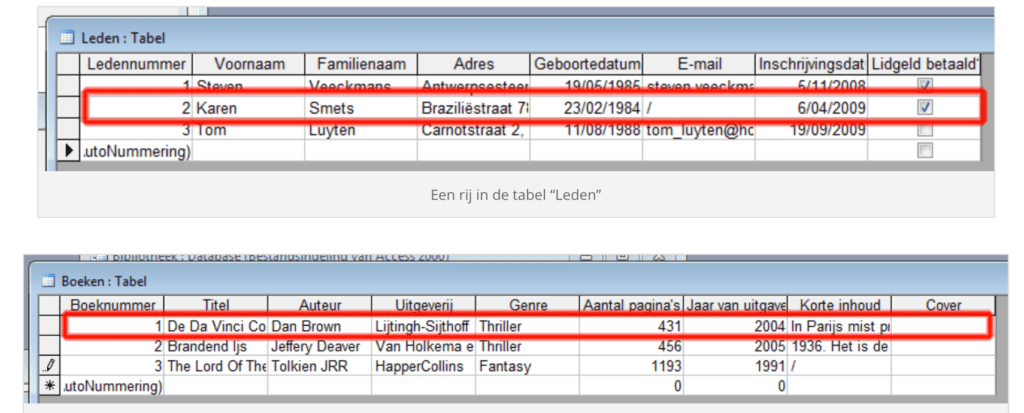 Leden : Tabel
Ledennummer Voornaam Familienaam Adres Geboortedatum E-mail Inschrijvingsdat Lidgeld betaald?
1 Steven Veeckmans Antwerpsesteer 19/05/1985 steven.veeckma 5/11/2008
2 Karen Smets Braziliëstraat 78 23/02/1984 / 6/04/2009
3 Tom Luyten Carnotstraat 2, 11/08/1988 tom_luyten@ho 19/09/2009
utoNummering)
Een rij in de tabel “Leden”
Bibliotheek : Database (Bestandsindeling van Access 2000)
Boeken : Tabel
Boeknummer Titel Auteur Uitgeverij Genre Aantal pagina's Jaar van uitgave Korte inhoud Cover
1 De Da Vinci Co Dan Brown Lijtingh-Sijthoff Thriller 431 2004 In Parijs mist
2 Brandend Ijs Jeffery Deaver Van Holkema e Thriller 456 2005 1936. Het is de
3 The Lord Of The Tolkien JRR HapperCollins Fantasy 1193 1991 /
utoNummering) 0 0